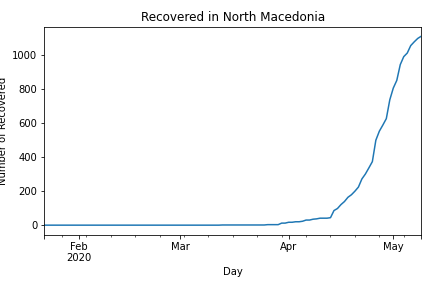 Recovered in North Macedonia
Number of Recovered
1000
800
600
400
200
0
Feb
2020
Mar
Apr
May
Day